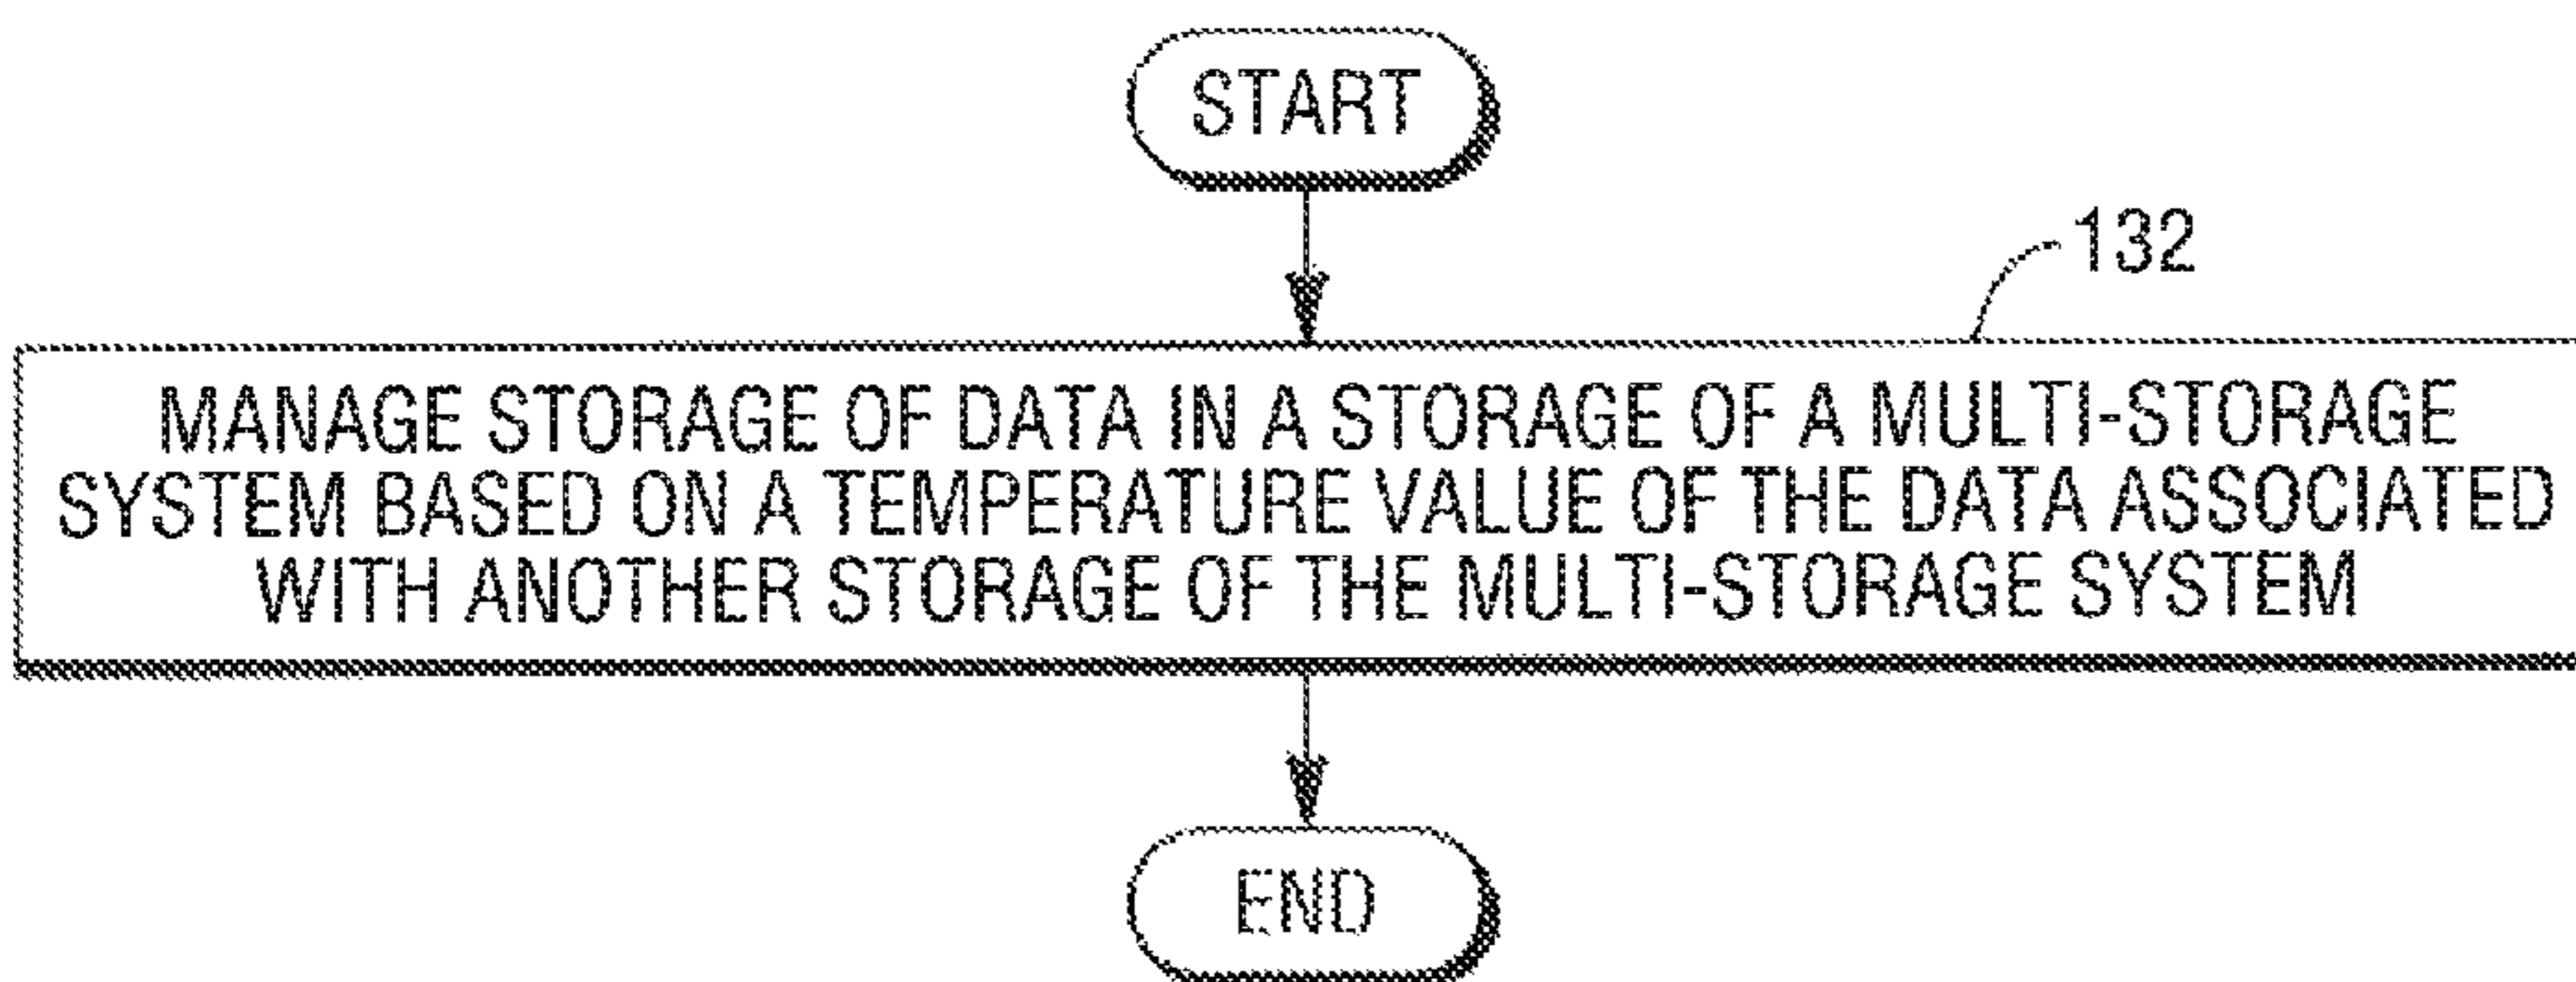 START
132
MANAGE STORAGE OF DATA IN A STORAGE OF A MULTI-STORAGE
SYSTEM BASED ON A TEMPERATURE VALUE OF THE DATA ASSOCIATED
WITH ANOTHER STORAGE OF THE MULTI-STORAGE SYSTEM
END